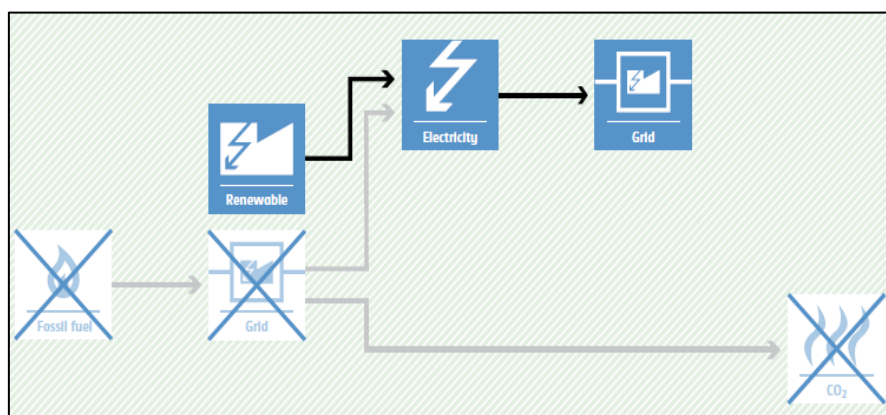 Electricity
Grid
Renewable
Fossil fuel
Grid
CO₂